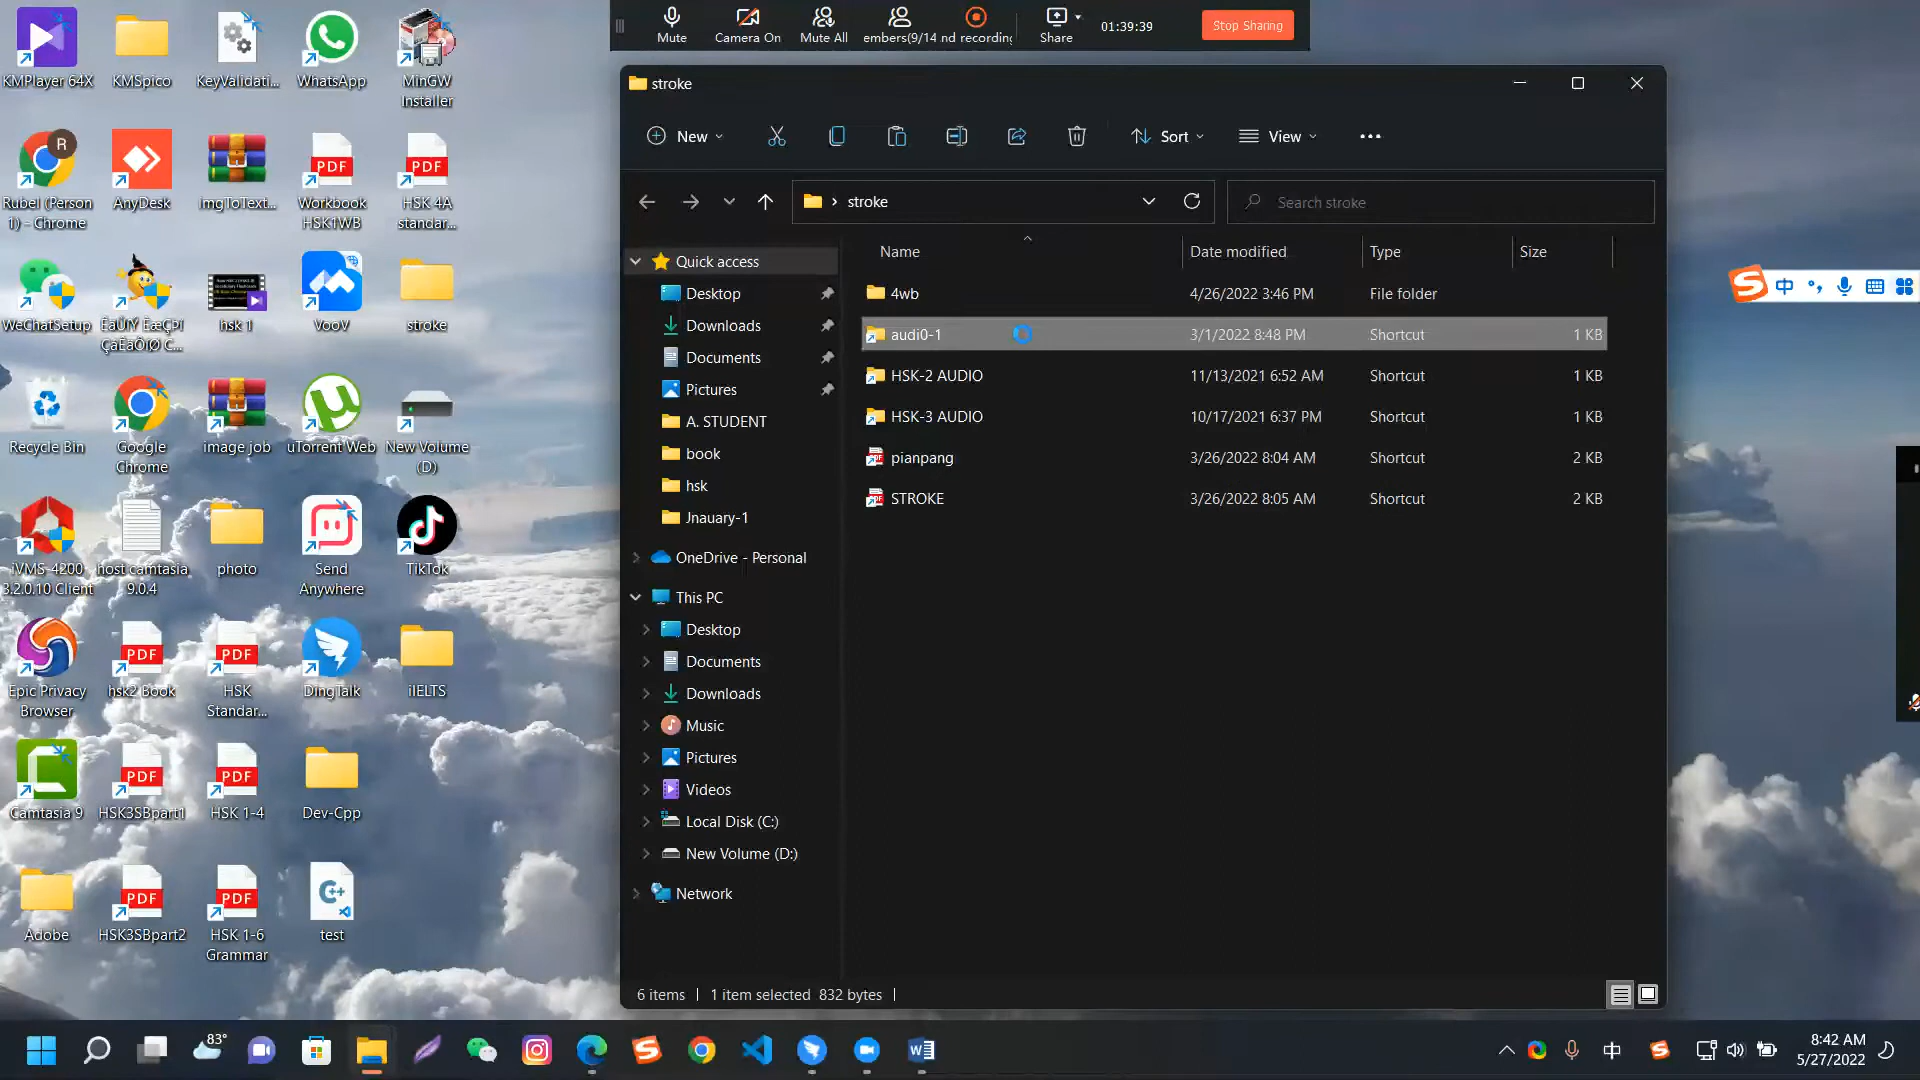 KMPlayer 64X
KMSpico
KeyValidati...
WhatsApp
MinGW
Installer
Rubel (Person
1) - Chrome
AnyDesk
imgToText...
Workbook
HSK1WB
HSK 4A
standar...
WeChatSetup
hsk 1
VooV
stroke
Recycle Bin
Google
Chrome
image job
uTorrent Web
New Volume
(D)
iVMS-4200
3.2.0.10 Client
host camtasia
9.0.4
photo
Send
Anywhere
TikTok
Epic Privacy
Browser
hsk2 Book
HSK
Standar...
DingTalk
iIELTS
Camtasia 9
HSK3SBpart1
HSK 1-4
Dev-Cpp
Adobe
HSK3SBpart2
HSK 1-6
Grammar
test
Mute
Camera On
Mute All
embers(9/14
nd recording
Share
01:39:39
Stop Sharing
stroke
New
Sort
View
stroke
Search stroke
Name
Date modified
Type
Size
4wb
4/26/2022 3:46 PM
File folder
audi0-1
3/1/2022 8:48 PM
Shortcut
1 KB
HSK-2 AUDIO
11/13/2021 6:52 AM
Shortcut
1 KB
HSK-3 AUDIO
10/17/2021 6:37 PM
Shortcut
1 KB
pianpang
3/26/2022 8:04 AM
Shortcut
2 KB
STROKE
3/26/2022 8:05 AM
Shortcut
2 KB
Quick access
Desktop
Downloads
Documents
Pictures
A. STUDENT
book
hsk
Jnauary-1
OneDrive - Personal
This PC
Desktop
Documents
Downloads
Music
Pictures
Videos
Local Disk (C:)
New Volume (D:)
Network
6 items
1 item selected 832 bytes
中
83°
中
8:42 AM
5/27/2022